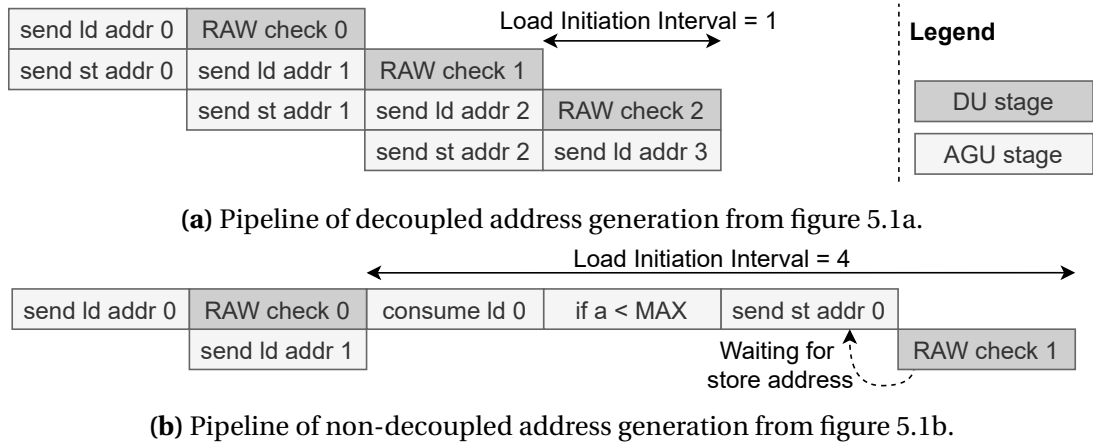 send ld addr 0 RAW check 0 Load Initiation Interval = 1 Legend
send st addr 0 send ld addr 1 RAW check 1
send st addr 1 send ld addr 2 RAW check 2 DU stage
send st addr 2 send ld addr 3 AGU stage
(a) Pipeline of decoupled address generation from figure 5.1a.
Load Initiation Interval = 4
send ld addr 0 RAW check 0 consume ld 0 if a < MAX send st addr 0
send ld addr 1 Waiting for store address RAW check 1
(b) Pipeline of non-decoupled address generation from figure 5.1b.